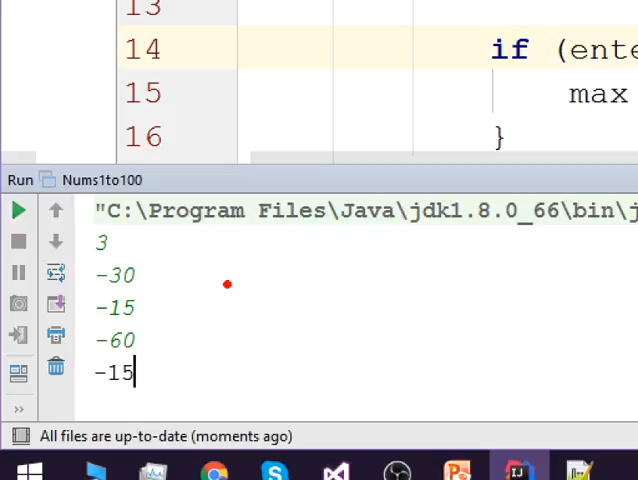 13
14 if (ente
15 max
16 }
Run Nums1to100
"C:\Program Files\Java\jdk1.8.0_66\bin\j
3
-30
-15
-60
-15
All files are up-to-date (moments ago)